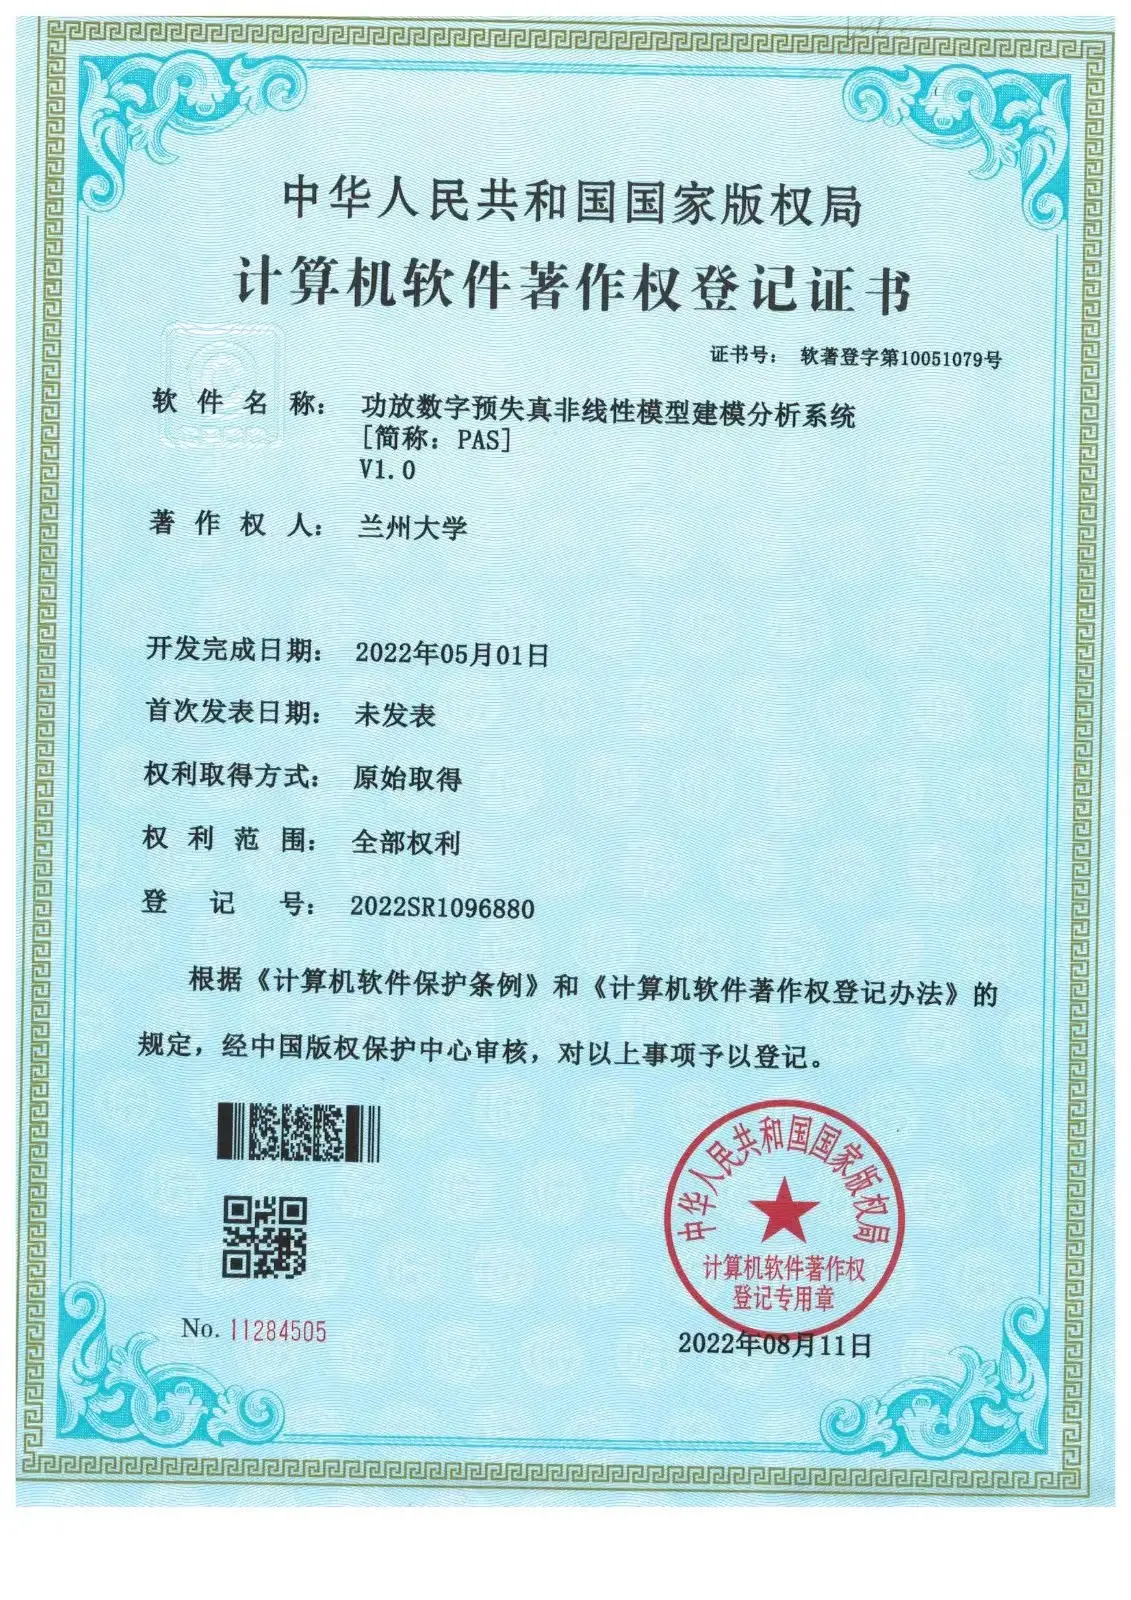 中华人民共和国国家版权局
计算机软件著作权登记证书
证书号： 软著登字第10051079号
软件名称： 功放数字预失真非线性模型建模分析系统
[简称：PAS]
V1.0
著作权人： 兰州大学
开发完成日期： 2022年05月01日
首次发表日期： 未发表
权利取得方式： 原始取得
权利范围： 全部权利
登记号： 2022SR1096880
根据《计算机软件保护条例》和《计算机软件著作权登记办法》的
规定，经中国版权保护中心审核，对以上事项予以登记。
中华人民共和国国家版权局
计算机软件著作权
登记专用章
No. 11284505
2022年08月11日